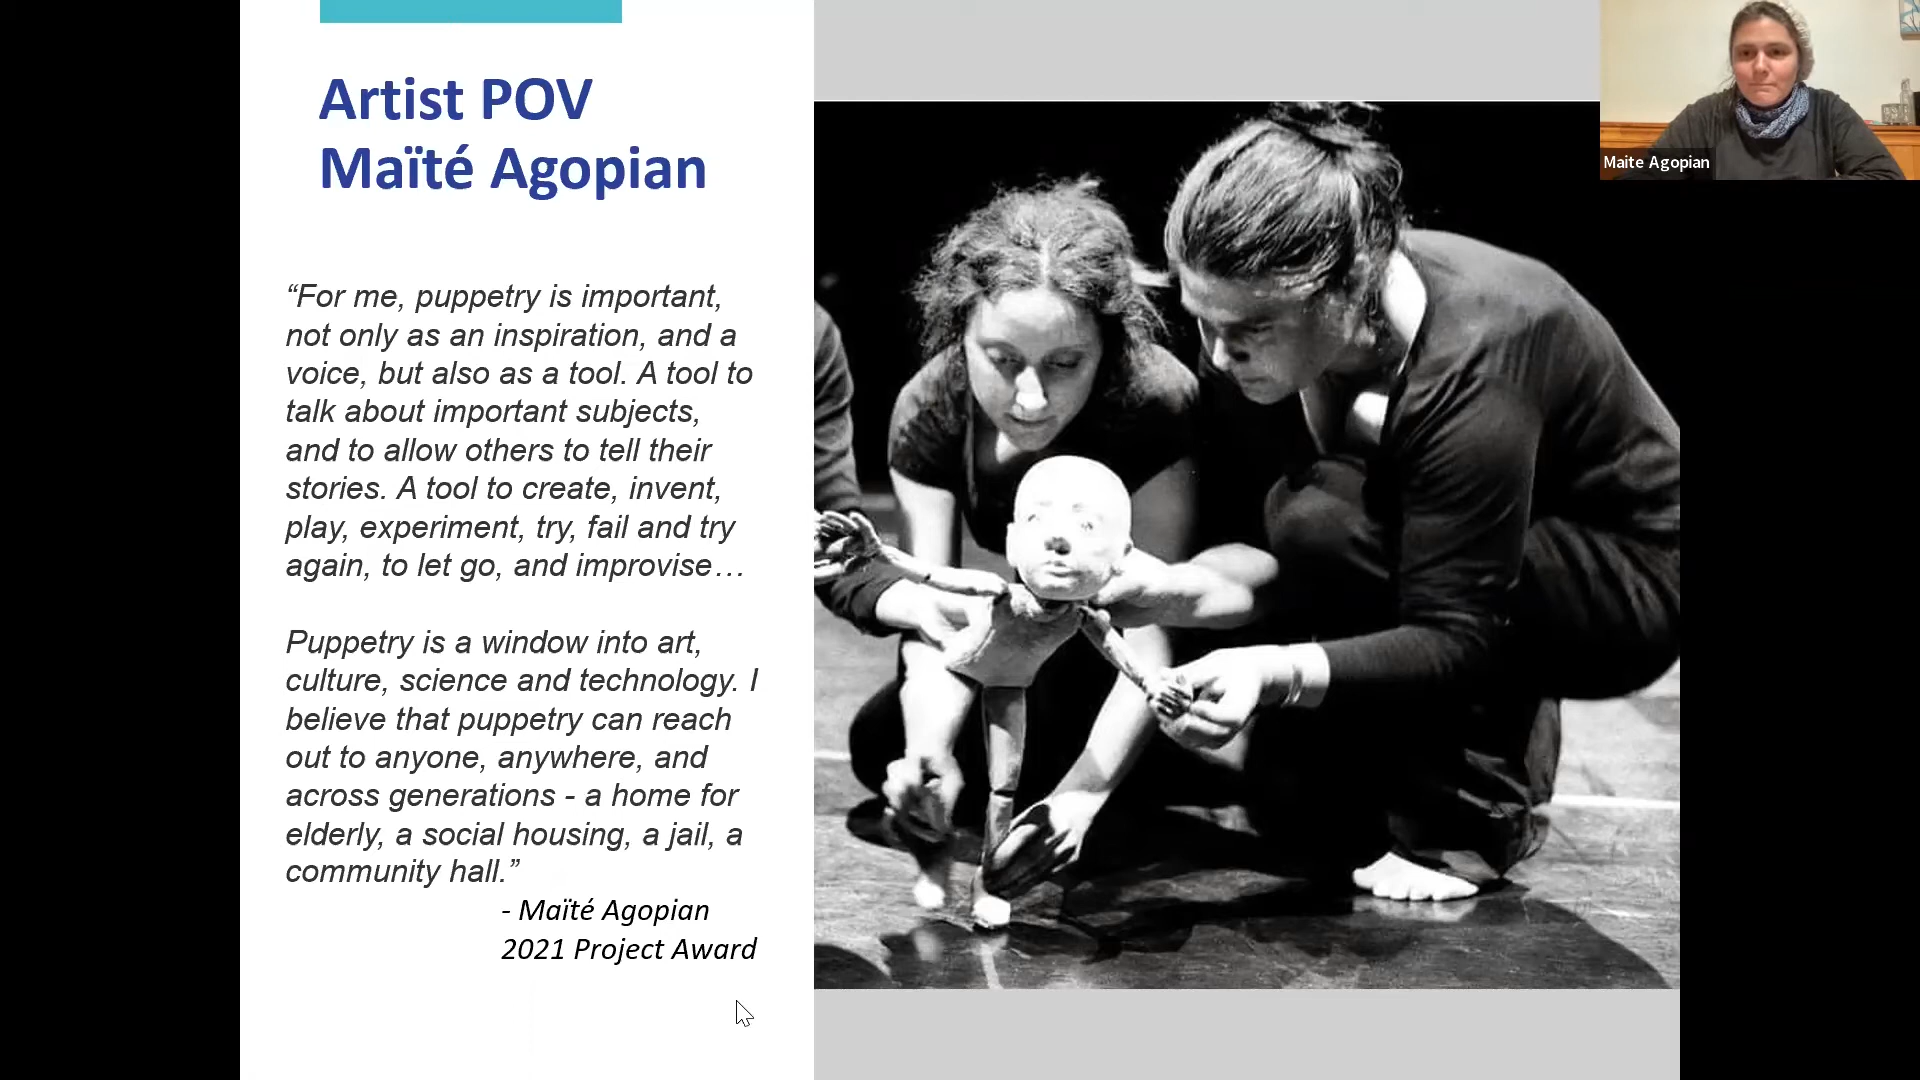 Artist POV
Maïté Agopian
“For me, puppetry is important,
not only as an inspiration, and a
voice, but also as a tool. A tool to
talk about important subjects,
and to allow others to tell their
stories. A tool to create, invent,
play, experiment, try, fail and try
again, to let go, and improvise…
Puppetry is a window into art,
culture, science and technology. I
believe that puppetry can reach
out to anyone, anywhere, and
across generations - a home for
elderly, a social housing, a jail, a
community hall.”
- Maïté Agopian
2021 Project Award
Maite Agopian